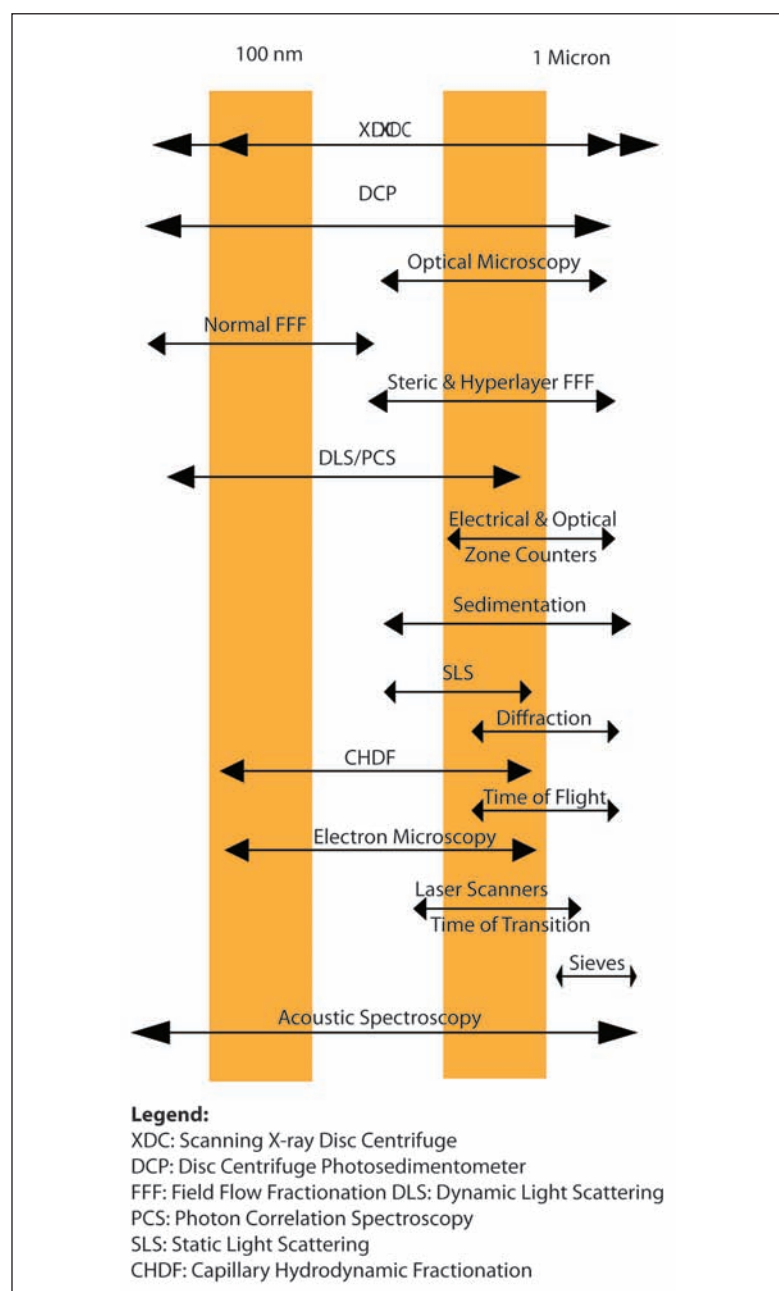 100 nm 1 Micron
XDC XDC
DCP
Optical Microscopy
Normal FFF
Steric & Hyperlayer FFF
DLS/PCS
Electrical & Optical
Zone Counters
Sedimentation
SLS
Diffraction
CHDF
Time of Flight
Electron Microscopy
Laser Scanners
Time of Transition
Sieves
Acoustic Spectroscopy
Legend:
XDC: Scanning X-ray Disc Centrifuge
DCP: Disc Centrifuge Photosedimentometer
FFF: Field Flow Fractionation DLS: Dynamic Light Scattering
PCS: Photon Correlation Spectroscopy
SLS: Static Light Scattering
CHDF: Capillary Hydrodynamic Fractionation